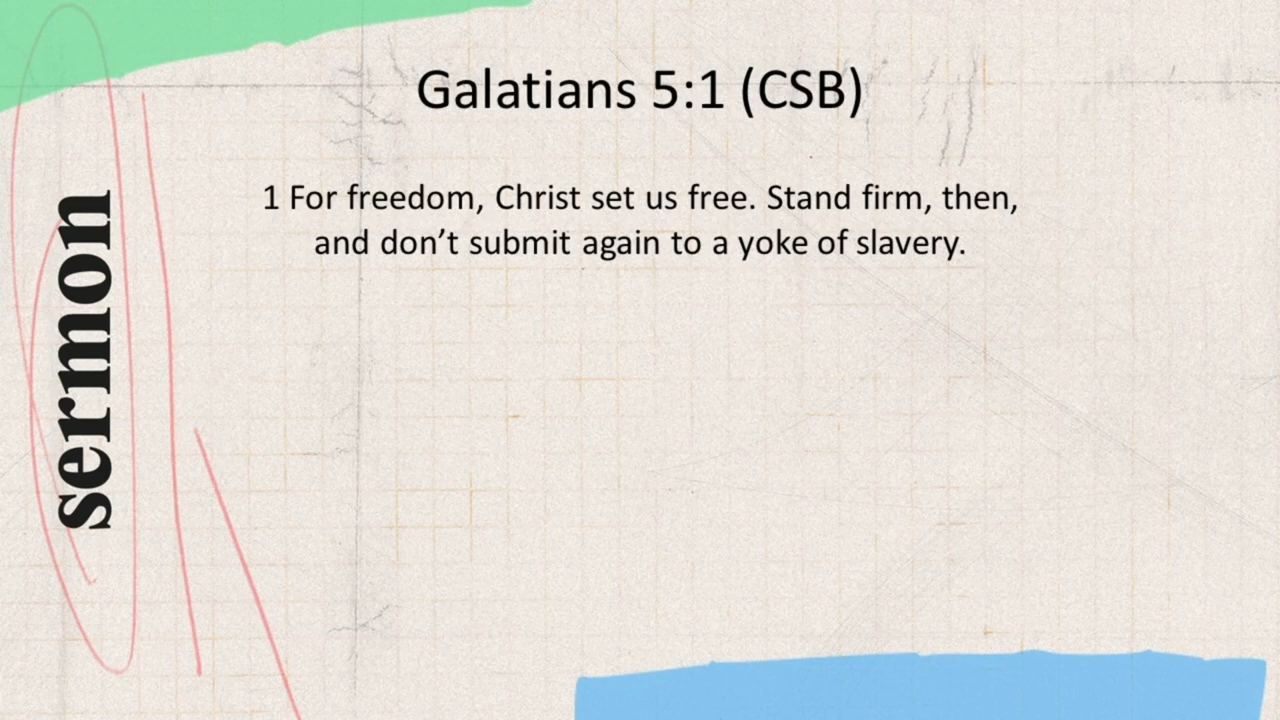 Galatians 5:1 (CSB)
1 For freedom, Christ set us free. Stand firm, then,
and don’t submit again to a yoke of slavery.
sermon